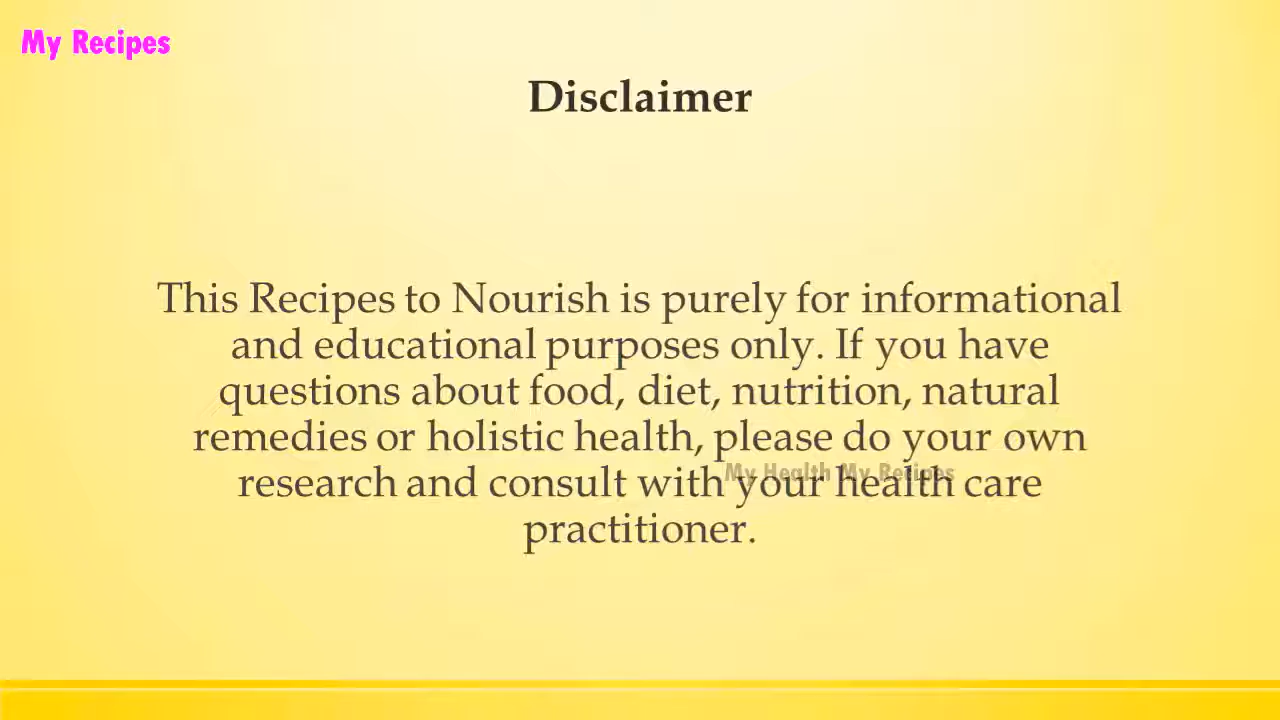 My Recipes
Disclaimer
This Recipes to Nourish is purely for informational
and educational purposes only. If you have
questions about food, diet, nutrition, natural
remedies or holistic health, please do your own
My Health My Recipes
research and consult with your health care
practitioner.